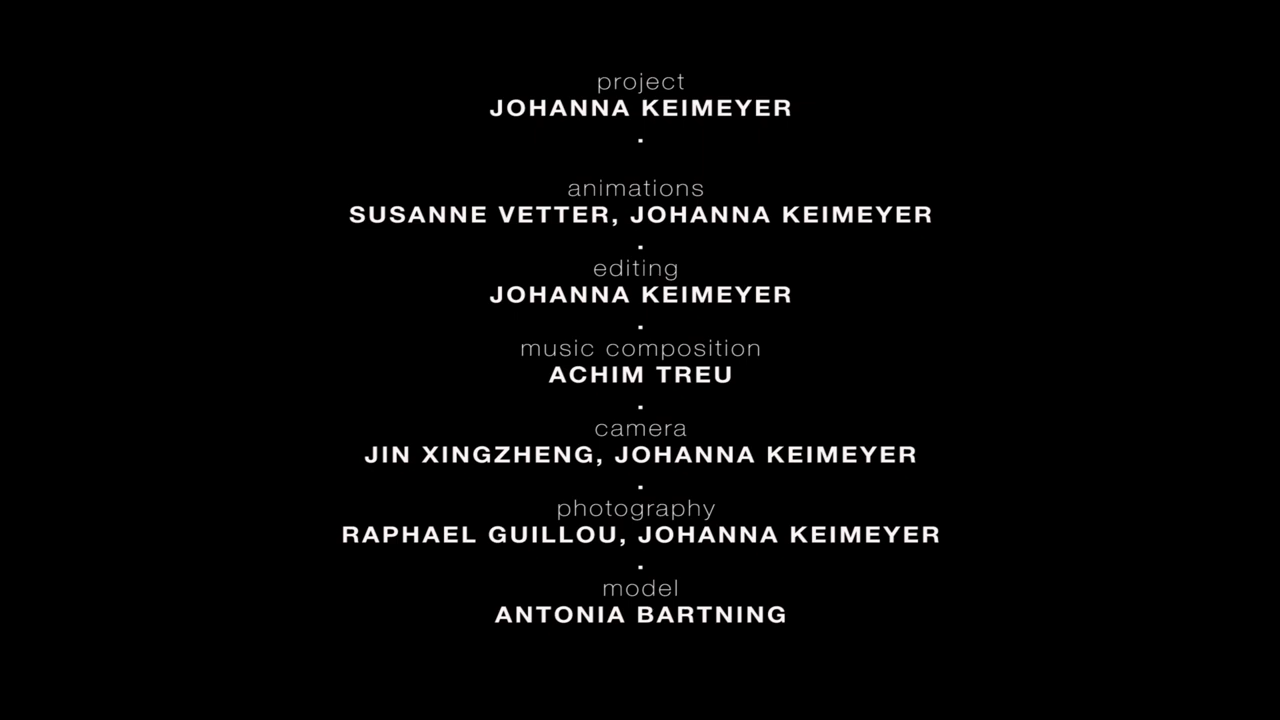 project
JOHANNA KEIMEYER
.
animations
SUSANNE VETTER, JOHANNA KEIMEYER
.
editing
JOHANNA KEIMEYER
.
music composition
ACHIM TREU
.
camera
JIN XINGZHENG, JOHANNA KEIMEYER
.
photography
RAPHAEL GUILLOU, JOHANNA KEIMEYER
.
model
ANTONIA BARTNING